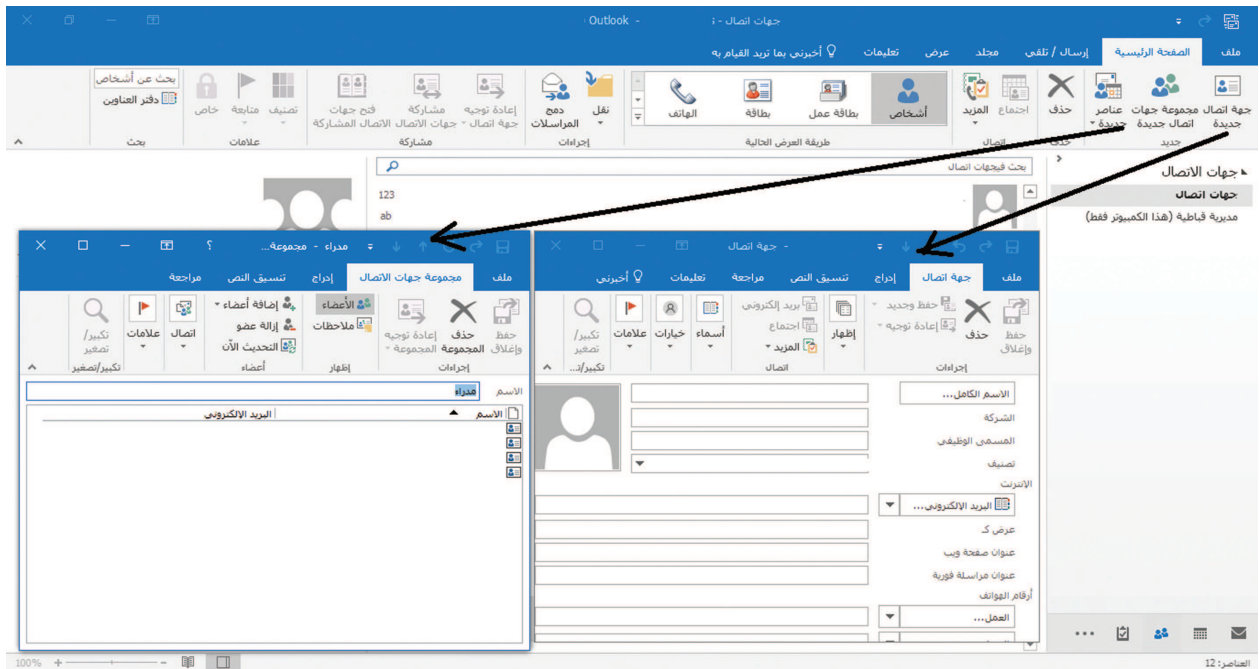 جهات اتصال - ز - Outlook
ملف الصفحة الرئيسية إرسال / تلقي مجلد عرض تعليمات أخبرني بما تريد القيام به
جهة اتصال جديدة
مجموعة جهات اتصال جديدة
عناصر جديدة
حذف
اجتماع
المزيد
أشخاص
بطاقة عمل
بطاقة
الهاتف
نقل
دمج المراسلات
إعادة توجيه جهة اتصال
مشاركة جهات الاتصال
فتح جهات الاتصال المشاركة
تصنيف
متابعة
خاص
بحث عن أشخاص
دفتر العناوين
جديد حذف اتصال طريقة العرض الحالية إجراءات مشاركة علامات بحث
جهات الاتصال
جهات اتصال
مديرية قباطية (هذا الكمبيوتر فقط)
بحث فيجهات اتصال
123
ab
- جهة اتصال
ملف جهة اتصال إدراج تنسيق النص مراجعة تعليمات أخبرني
حفظ وإغلاق
حذف
حفظ وجديد
إعادة توجيه
إظهار
بريد إلكتروني
اجتماع
المزيد
أسماء
خيارات
علامات
تكبير/تصغير
إجراءات اتصال تكبير/تـ...
الاسم الكامل...
الشركة
المسمى الوظيفي
تصنيف
الإنترنت
البريد الإلكتروني...
عرض كـ
عنوان صفحة ويب
عنوان مراسلة فورية
أرقام الهواتف
العمل...
مدراء - مجموعة...
؟
ملف مجموعة جهات الاتصال إدراج تنسيق النص مراجعة
حفظ وإغلاق
حذف المجموعة
إعادة توجيه المجموعة
الأعضاء
ملاحظات
إضافة أعضاء
إزالة عضو
التحديث الآن
اتصال
علامات
تكبير/تصغير
إجراءات إظهار أعضاء تكبير/تصغير
الاسم مدراء
الاسم البريد الإلكتروني
العناصر: 12
100%